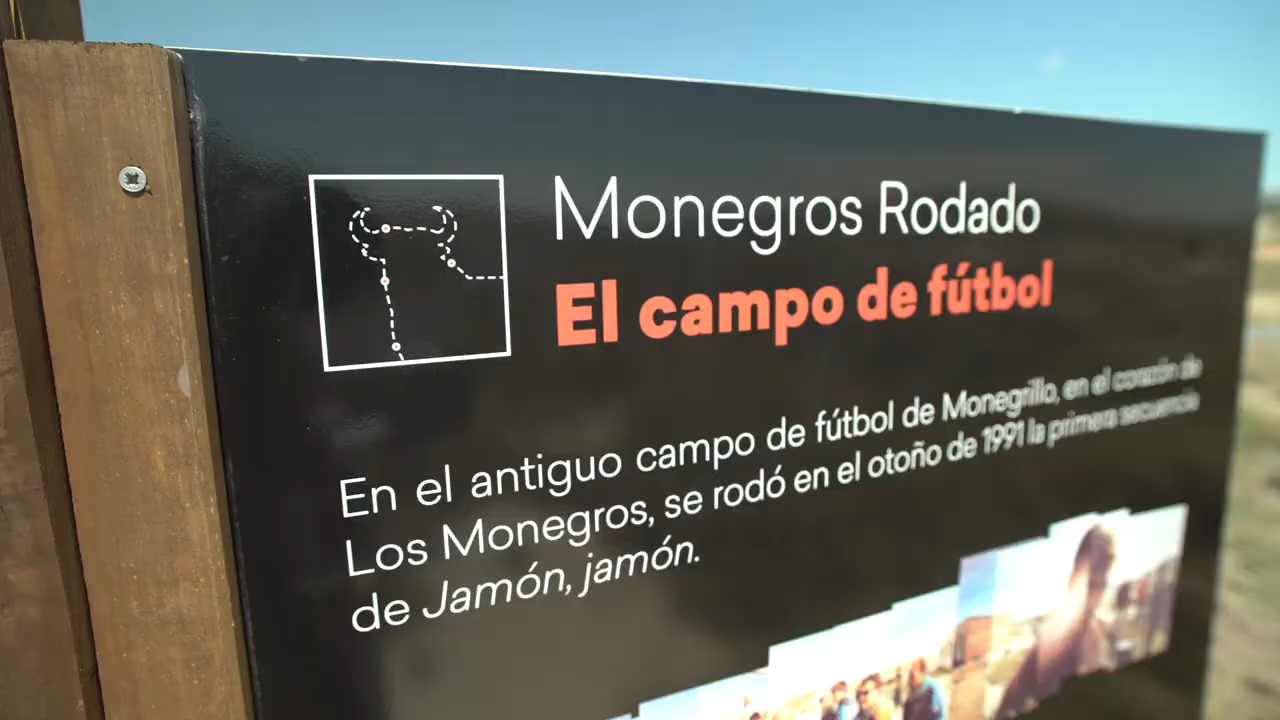 Monegros Rodado
El campo de fútbol
En el antiguo campo de fútbol de Monegrillo, en el corazón de
Los Monegros, se rodó en el otoño de 1991 la primera secuencia
de Jamón, jamón.